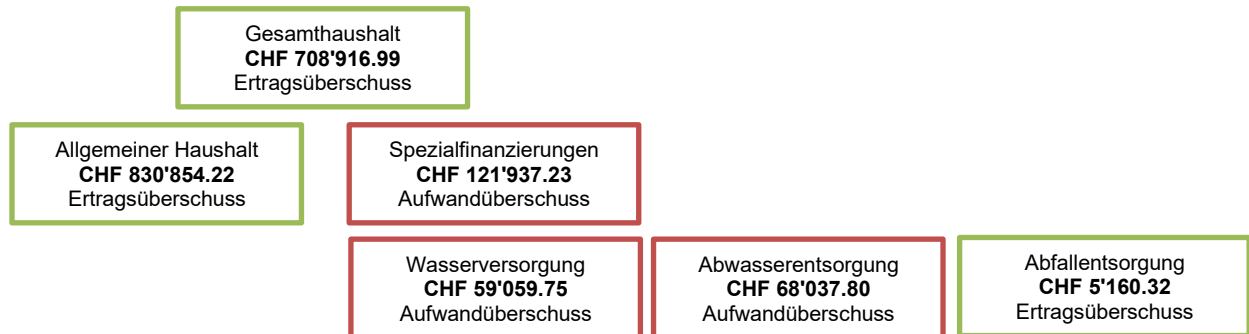 Gesamthaushalt
CHF 708'916.99
Ertragsüberschuss
Allgemeiner Haushalt
CHF 830'854.22
Ertragsüberschuss
Spezialfinanzierungen
CHF 121'937.23
Aufwandüberschuss
Wasserversorgung
CHF 59'059.75
Aufwandüberschuss
Abwasserentsorgung
CHF 68'037.80
Aufwandüberschuss
Abfallentsorgung
CHF 5'160.32
Ertragsüberschuss